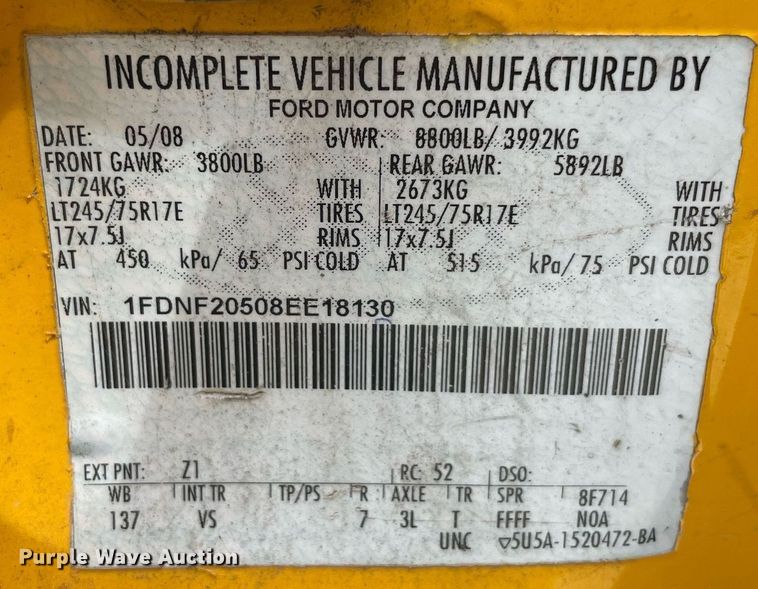 INCOMPLETE VEHICLE MANUFACTURED BY
FORD MOTOR COMPANY
DATE: 05/08 GVWR: 8800LB/ 3992KG
FRONT GAWR: 3800LB REAR GAWR: 5892LB
1724KG WITH 2673KG WITH
LT245/75R17E TIRES LT245/75R17E TIRES
17x7.5J RIMS 17x7.5J RIMS
AT 450 kPa/ 65 PSI COLD AT 515 kPa/ 75 PSI COLD
VIN: 1FDNF20508EE18130
EXT PNT: Z1 RC: 52 DSO:
WB INT TR TP/PS R AXLE TR SPR 8F714
137 VS 7 3L T FFFF NOA
UNC ▽5U5A-1520472-BA
Purple Wave Auction